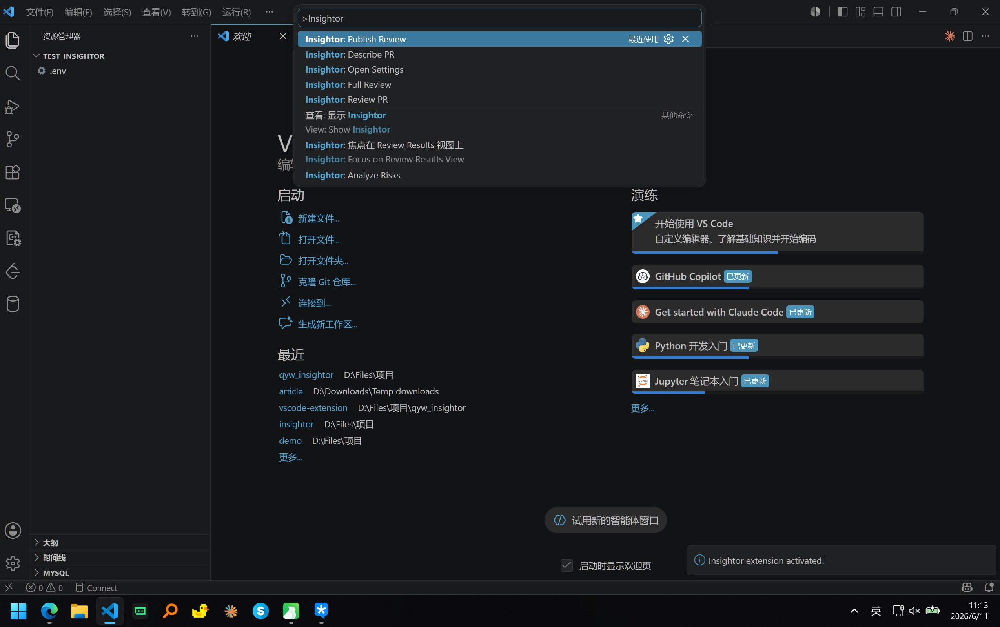 文件(F) 编辑(E) 选择(S) 查看(V) 转到(G) 运行(R) ···
>Insightor
Insightor: Publish Review 最近使用
Insightor: Describe PR
Insightor: Open Settings
Insightor: Full Review
Insightor: Review PR
查看: 显示 Insightor 其他命令
View: Show Insightor
Insightor: 焦点在 Review Results 视图上
Insightor: Focus on Review Results View
Insightor: Analyze Risks
资源管理器 ···
TEST_INSIGHTOR
.env
欢迎
V
编辑
启动
新建文件...
打开文件...
打开文件夹...
克隆 Git 仓库...
连接到...
生成新工作区...
最近
qyw_insightor D:\Files\项目
article D:\Downloads\Temp downloads
vscode-extension D:\Files\项目\qyw_insightor
insightor D:\Files\项目
demo D:\Files\项目
更多...
演练
开始使用 VS Code
自定义编辑器、了解基础知识并开始编码
GitHub Copilot 已更新
Get started with Claude Code 已更新
Python 开发入门 已更新
jupyter
Jupyter 笔记本入门 已更新
更多...
试用新的智能体窗口
启动时显示欢迎页
Insightor extension activated!
大纲
时间线
MYSQL
0 0 Connect
英
11:13
2026/6/11